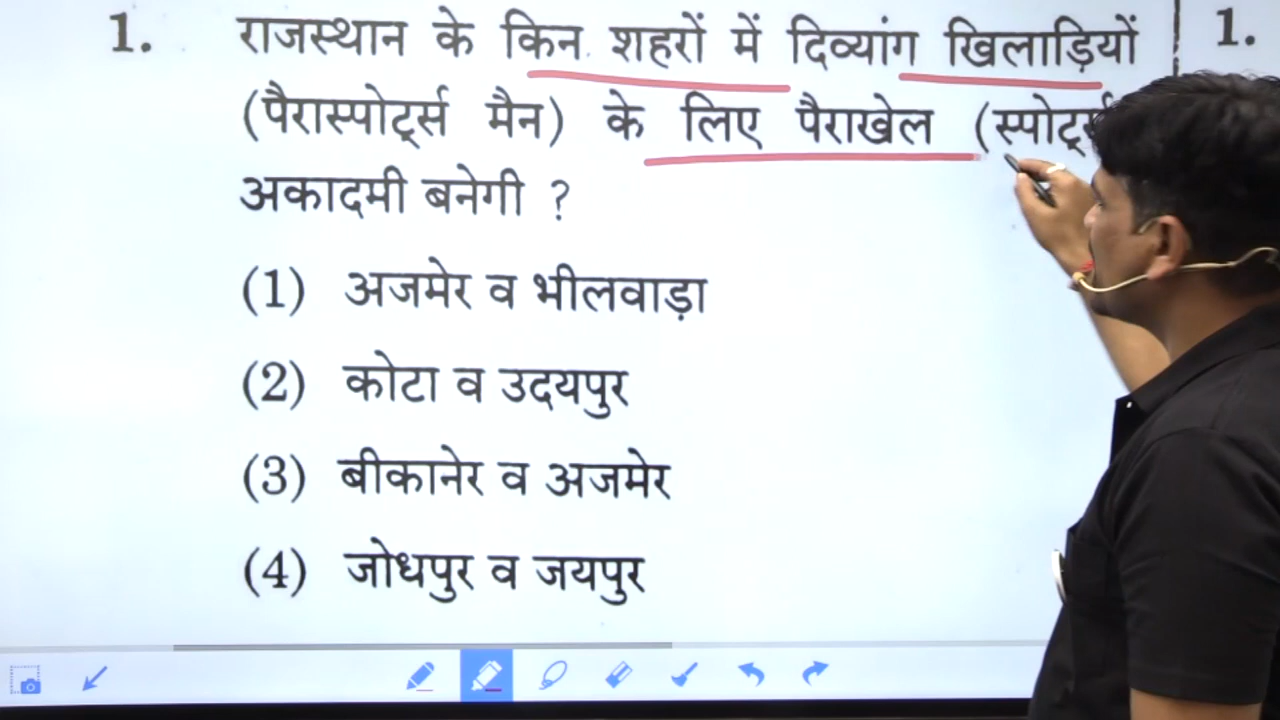 1. राजस्थान के किन शहरों में दिव्यांग खिलाड़ियों
(पैरास्पोर्ट्स मैन) के लिए पैराखेल
अकादमी बनेगी ?
(1) अजमेर व भीलवाड़ा
(2) कोटा व उदयपुर
(3) बीकानेर व अजमेर
(4) जोधपुर व जयपुर
1.